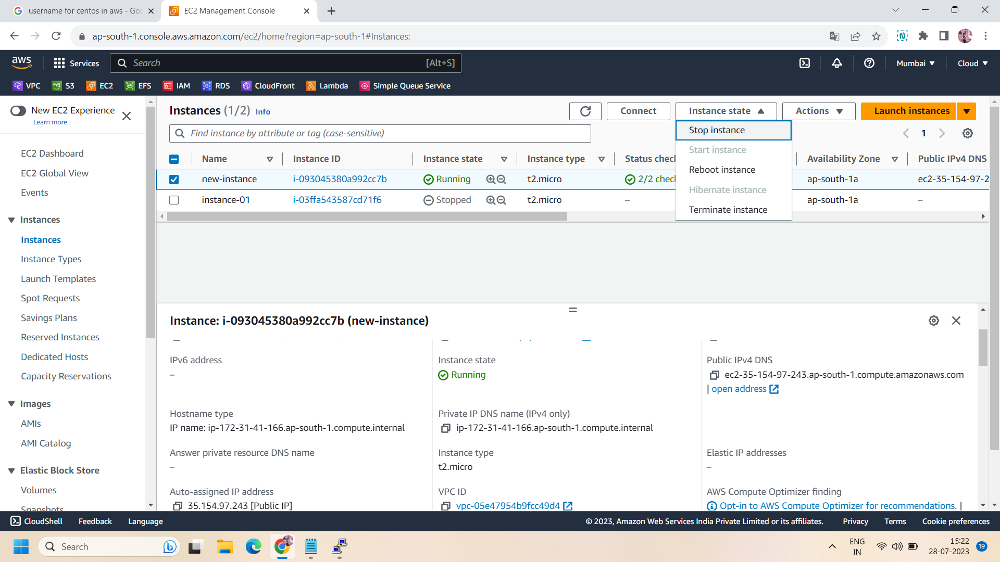 username for centos in aws - Goo
EC2 Management Console
ap-south-1.console.aws.amazon.com/ec2/home?region=ap-south-1#Instances:
aws
Services
Search
[Alt+S]
Mumbai
Cloud
VPC
S3
EC2
EFS
IAM
RDS
CloudFront
Lambda
Simple Queue Service
New EC2 Experience
Learn more
EC2 Dashboard
EC2 Global View
Events
Instances
Instances
Instance Types
Launch Templates
Spot Requests
Savings Plans
Reserved Instances
Dedicated Hosts
Capacity Reservations
Images
AMIs
AMI Catalog
Elastic Block Store
Volumes
Snapshots
Instances (1/2) Info
Connect
Instance state
Actions
Launch instances
Find instance by attribute or tag (case-sensitive)
1
Stop instance
Start instance
Reboot instance
Hibernate instance
Terminate instance
Name Instance ID Instance state Instance type Status check Availability Zone Public IPv4 DNS
new-instance i-093045380a992cc7b Running t2.micro 2/2 chec ap-south-1a ec2-35-154-97-2
instance-01 i-03ffa543587cd71f6 Stopped t2.micro – ap-south-1a –
Instance: i-093045380a992cc7b (new-instance)
IPv6 address
–
Instance state
Running
Public IPv4 DNS
ec2-35-154-97-243.ap-south-1.compute.amazonaws.com
| open address
Hostname type
IP name: ip-172-31-41-166.ap-south-1.compute.internal
Private IP DNS name (IPv4 only)
ip-172-31-41-166.ap-south-1.compute.internal
Answer private resource DNS name
–
Instance type
t2.micro
Elastic IP addresses
–
Auto-assigned IP address
35.154.97.243 [Public IP]
VPC ID
vpc-05e47954b9fcc49d4
AWS Compute Optimizer finding
Opt-in to AWS Compute Optimizer for recommendations. |
CloudShell
Feedback
Language
© 2023, Amazon Web Services India Private Limited or its affiliates.
Privacy
Terms
Cookie preferences
Search
ENG
IN
15:22
28-07-2023
19